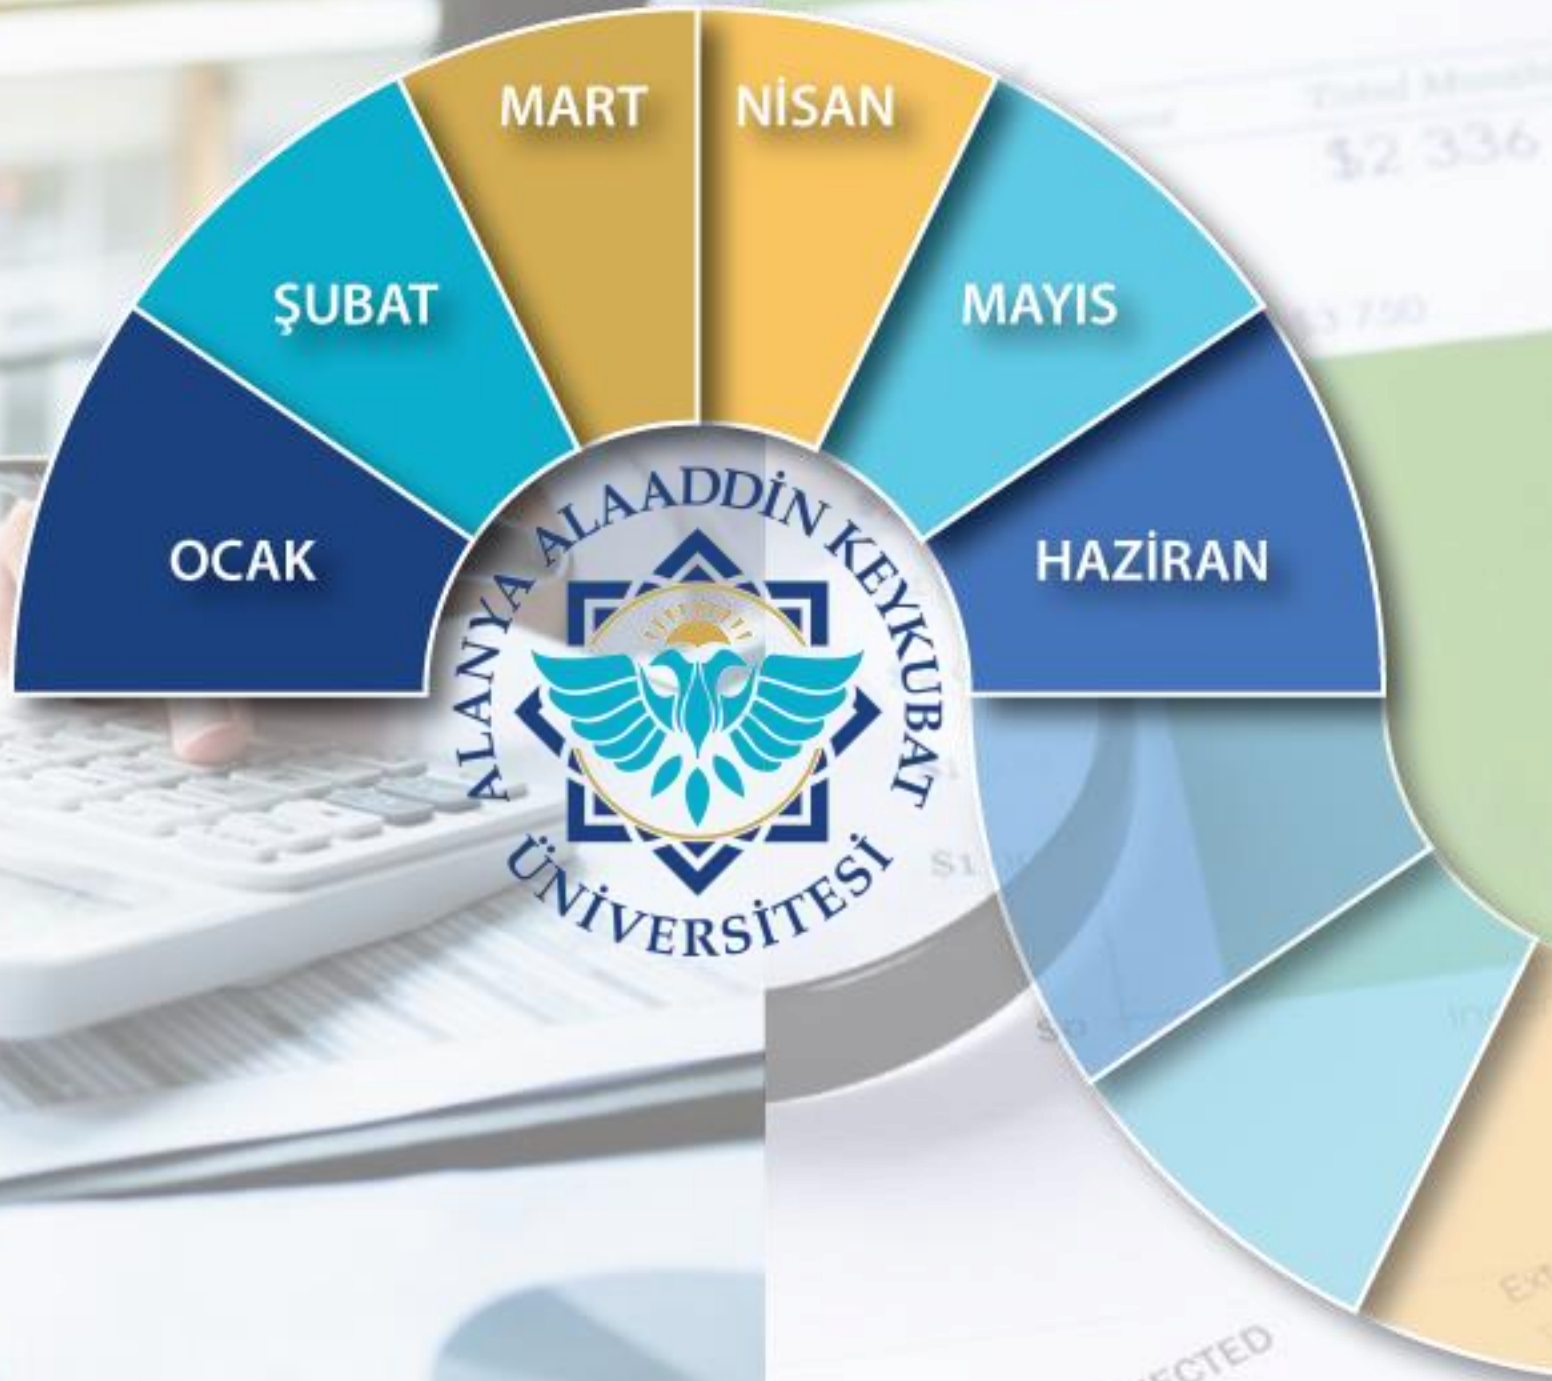 MART
NİSAN
$2 336
ŞUBAT
MAYIS
OCAK
HAZİRAN
ALANYA ALAADDİN KEYKUBAT
ÜNİVERSİTESİ